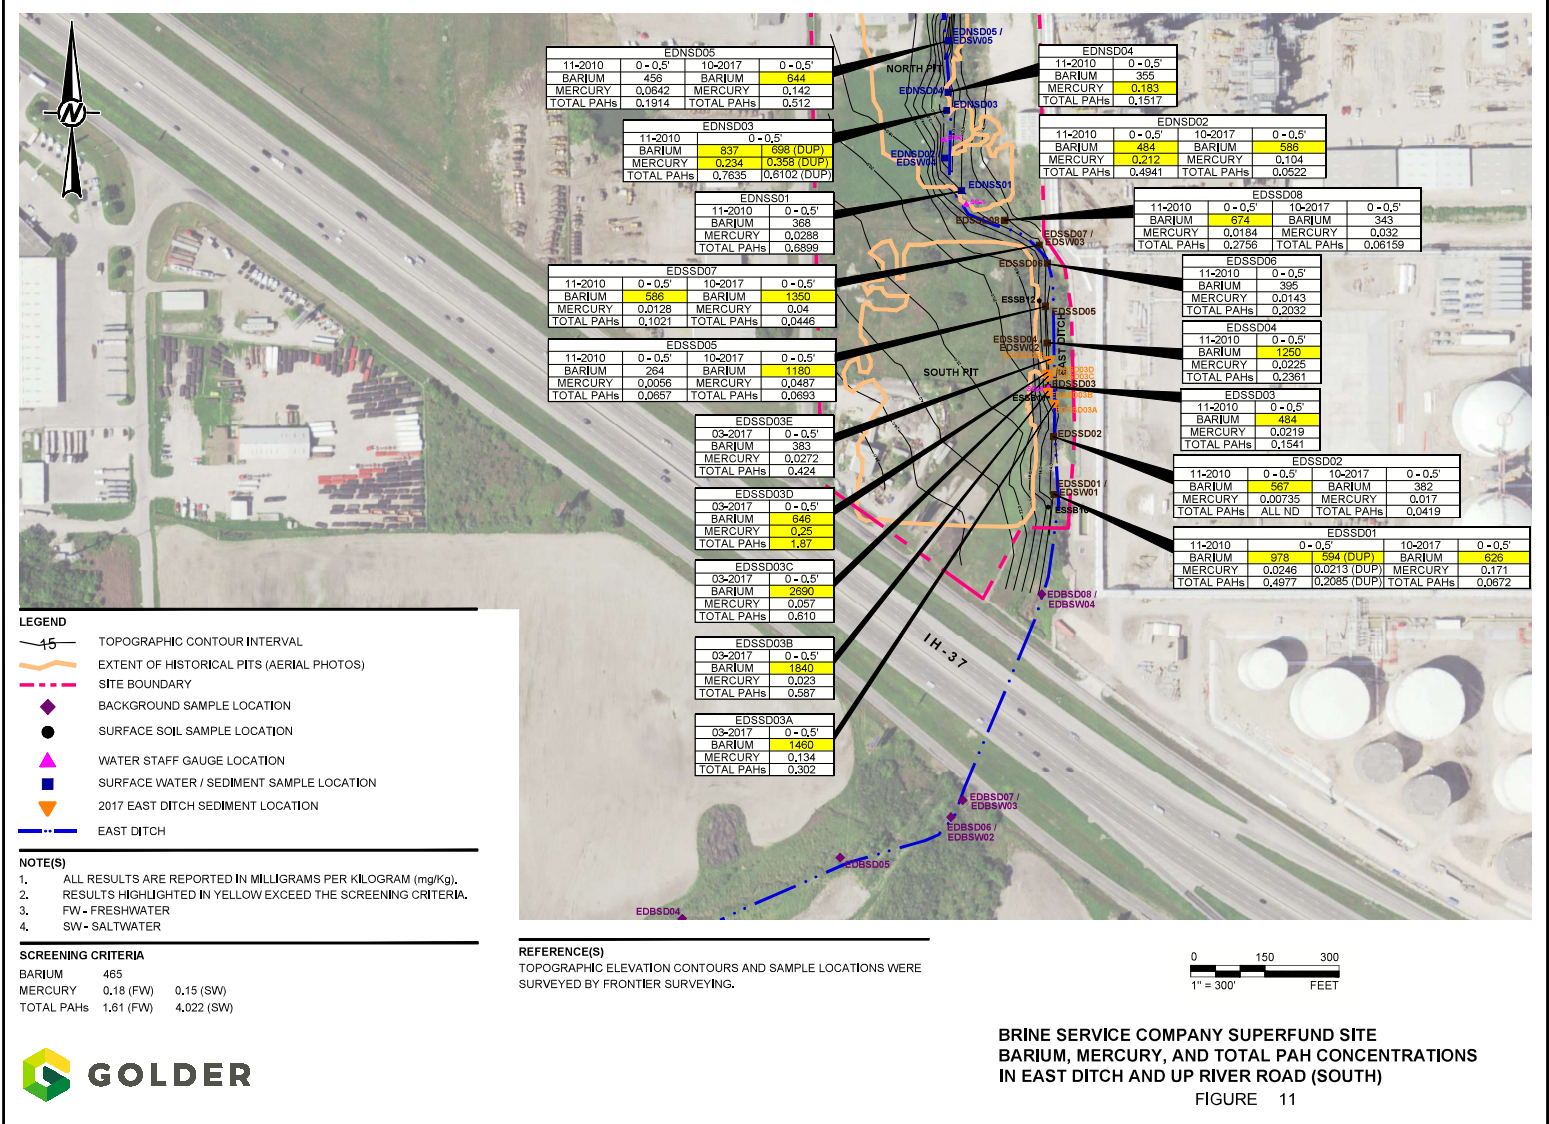 EDNSD05
11-2010 0 - 0.5' 10-2017 0 - 0.5'
BARIUM 456 BARIUM 644
MERCURY 0.0642 MERCURY 0.142
TOTAL PAHs 0.1914 TOTAL PAHs 0.512
EDNSD03
11-2010 0 - 0.5'
BARIUM 837 698 (DUP)
MERCURY 0.234 0.358 (DUP)
TOTAL PAHs 0.7635 0.6102 (DUP)
EDNSS01
11-2010 0 - 0.5'
BARIUM 368
MERCURY 0.0288
TOTAL PAHs 0.6899
EDSSD07
11-2010 0 - 0.5' 10-2017 0 - 0.5'
BARIUM 586 BARIUM 1350
MERCURY 0.0128 MERCURY 0.04
TOTAL PAHs 0.1021 TOTAL PAHs 0.0446
EDSSD05
11-2010 0 - 0.5' 10-2017 0 - 0.5'
BARIUM 264 BARIUM 1180
MERCURY 0.0056 MERCURY 0.0487
TOTAL PAHs 0.0657 TOTAL PAHs 0.0693
EDSSD03E
03-2017 0 - 0.5'
BARIUM 383
MERCURY 0.0272
TOTAL PAHs 0.424
EDSSD03D
03-2017 0 - 0.5'
BARIUM 646
MERCURY 0.25
TOTAL PAHs 1.87
EDSSD03C
03-2017 0 - 0.5'
BARIUM 2690
MERCURY 0.057
TOTAL PAHs 0.610
EDSSD03B
03-2017 0 - 0.5'
BARIUM 1840
MERCURY 0.023
TOTAL PAHs 0.587
EDSSD03A
03-2017 0 - 0.5'
BARIUM 1460
MERCURY 0.134
TOTAL PAHs 0.302
EDNSD04
11-2010 0 - 0.5'
BARIUM 355
MERCURY 0.183
TOTAL PAHs 0.1517
EDNSD02
11-2010 0 - 0.5' 10-2017 0 - 0.5'
BARIUM 484 BARIUM 586
MERCURY 0.212 MERCURY 0.104
TOTAL PAHs 0.4941 TOTAL PAHs 0.0522
EDSSD08
11-2010 0 - 0.5' 10-2017 0 - 0.5'
BARIUM 674 BARIUM 343
MERCURY 0.0184 MERCURY 0.032
TOTAL PAHs 0.2756 TOTAL PAHs 0.06159
EDSSD06
11-2010 0 - 0.5'
BARIUM 395
MERCURY 0.0143
TOTAL PAHs 0.2032
EDSSD04
11-2010 0 - 0.5'
BARIUM 1250
MERCURY 0.0225
TOTAL PAHs 0.2361
EDSSD03
11-2010 0 - 0.5'
BARIUM 484
MERCURY 0.0219
TOTAL PAHs 0.1541
EDSSD02
11-2010 0 - 0.5' 10-2017 0 - 0.5'
BARIUM 567 BARIUM 382
MERCURY 0.00735 MERCURY 0.017
TOTAL PAHs ALL ND TOTAL PAHs 0.0419
EDSSD01
11-2010 0 - 0.5' 10-2017 0 - 0.5'
BARIUM 978 594 (DUP) BARIUM 626
MERCURY 0.0246 0.0213 (DUP) MERCURY 0.171
TOTAL PAHs 0.4977 0.2085 (DUP) TOTAL PAHs 0.0672
N
EDNSD05 /
EDSW05
NORTH PIT
EDNSD04
EDNSD03
EDNSD02 /
EDSW04
EDNSS01
EDSSD08
EDSSD07 /
EDSW03
EDSSD06
ESSB12
EDSSD05
EDSSD04
EDSW02
EAST DITCH
SOUTH PIT
EDSSD03
EDSSD02
EDSSD01 /
EDSW01
ESSB10
EDBSD08 /
EDBSW04
IH-37
EDBSD07 /
EDBSW03
EDBSD06 /
EDBSW02
EDBSD05
EDBSD04
LEGEND
15 TOPOGRAPHIC CONTOUR INTERVAL
EXTENT OF HISTORICAL PITS (AERIAL PHOTOS)
SITE BOUNDARY
BACKGROUND SAMPLE LOCATION
SURFACE SOIL SAMPLE LOCATION
WATER STAFF GAUGE LOCATION
SURFACE WATER / SEDIMENT SAMPLE LOCATION
2017 EAST DITCH SEDIMENT LOCATION
EAST DITCH
NOTE(S)
1. ALL RESULTS ARE REPORTED IN MILLIGRAMS PER KILOGRAM (mg/Kg).
2. RESULTS HIGHLIGHTED IN YELLOW EXCEED THE SCREENING CRITERIA.
3. FW - FRESHWATER
4. SW - SALTWATER
SCREENING CRITERIA
BARIUM 465
MERCURY 0.18 (FW) 0.15 (SW)
TOTAL PAHs 1.61 (FW) 4.022 (SW)
REFERENCE(S)
TOPOGRAPHIC ELEVATION CONTOURS AND SAMPLE LOCATIONS WERE
SURVEYED BY FRONTIER SURVEYING.
0 150 300
1" = 300' FEET
GOLDER
BRINE SERVICE COMPANY SUPERFUND SITE
BARIUM, MERCURY, AND TOTAL PAH CONCENTRATIONS
IN EAST DITCH AND UP RIVER ROAD (SOUTH)
FIGURE 11